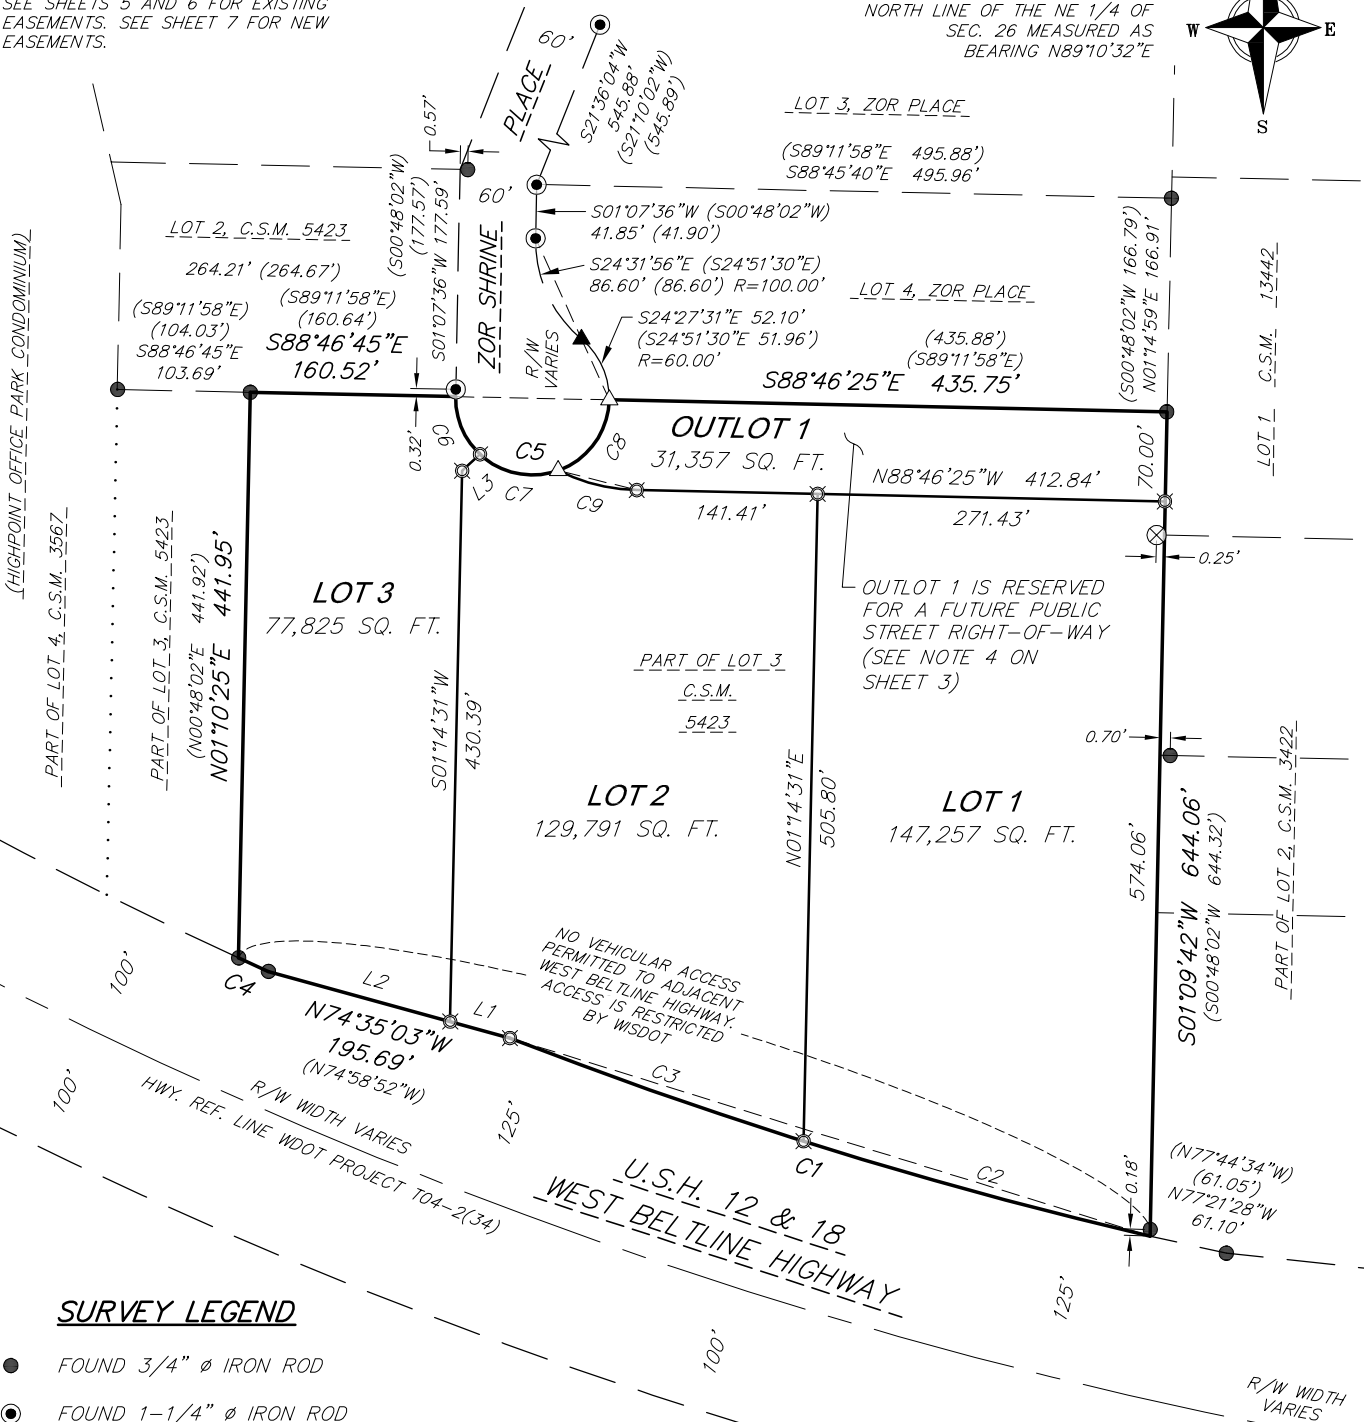 SEE SHEETS 5 AND 6 FOR EXISTING
EASEMENTS. SEE SHEET 7 FOR NEW
EASEMENTS.
NORTH LINE OF THE NE 1/4 OF
SEC. 26 MEASURED AS
BEARING N89°10'32"E
W
E
S
60'
PLACE
S21°36'04"W
545.88'
(S21°10'02"W)
(545.89')
0.57'
LOT 3, ZOR PLACE
(S89°11'58"E 495.88')
S88°45'40"E 495.96'
(S00°48'02"W)
(177.57')
S01°07'36"W 177.59'
60'
ZOR SHRINE
S01°07'36"W (S00°48'02"W)
41.85' (41.90')
S24°31'56"E (S24°51'30"E)
86.60' (86.60') R=100.00'
S24°27'31"E 52.10'
(S24°51'30"E 51.96')
R=60.00'
R/W
VARIES
LOT 4, ZOR PLACE
(435.88')
(S89°11'58"E)
S88°46'25"E 435.75'
(S00°48'02"W 166.79')
N01°14'59"E 166.91'
LOT 1 C.S.M. 13442
LOT 2, C.S.M. 5423
264.21' (264.67')
(S89°11'58"E)
(104.03')
S88°46'45"E
103.69'
(S89°11'58"E)
(160.64')
S88°46'45"E
160.52'
0.32'
(HIGHPOINT OFFICE PARK CONDOMINIUM)
PART OF LOT 4, C.S.M. 3567
PART OF LOT 3, C.S.M. 5423
(N00°48'02"E 441.92')
N01°10'25"E 441.95'
C6
C5
C8
L3
C7
C9
OUTLOT 1
31,357 SQ. FT.
N88°46'25"W 412.84'
141.41'
271.43'
70.00'
0.25'
OUTLOT 1 IS RESERVED
FOR A FUTURE PUBLIC
STREET RIGHT-OF-WAY
(SEE NOTE 4 ON
SHEET 3)
LOT 3
77,825 SQ. FT.
S01°14'31"W
430.39'
PART OF LOT 3
C.S.M.
5423
LOT 2
129,791 SQ. FT.
N01°14'31"E
505.80'
LOT 1
147,257 SQ. FT.
0.70'
574.06'
S01°09'42"W 644.06'
(S00°48'02"W 644.32')
PART OF LOT 2, C.S.M. 3422
NO VEHICULAR ACCESS
PERMITTED TO ADJACENT
WEST BELTLINE HIGHWAY.
ACCESS IS RESTRICTED
BY WISDOT
C4
L2
L1
N74°35'03"W
195.69'
(N74°58'52"W)
C3
C1
C2
0.18'
(N77°44'34"W)
(61.05')
N77°21'28"W
61.10'
100'
100'
R/W WIDTH VARIES
HWY. REF. LINE WDOT PROJECT T04-2(34)
125'
U.S.H. 12 & 18
WEST BELTLINE HIGHWAY
125'
100'
R/W WIDTH
VARIES
SURVEY LEGEND
FOUND 3/4" Ø IRON ROD
FOUND 1-1/4" Ø IRON ROD